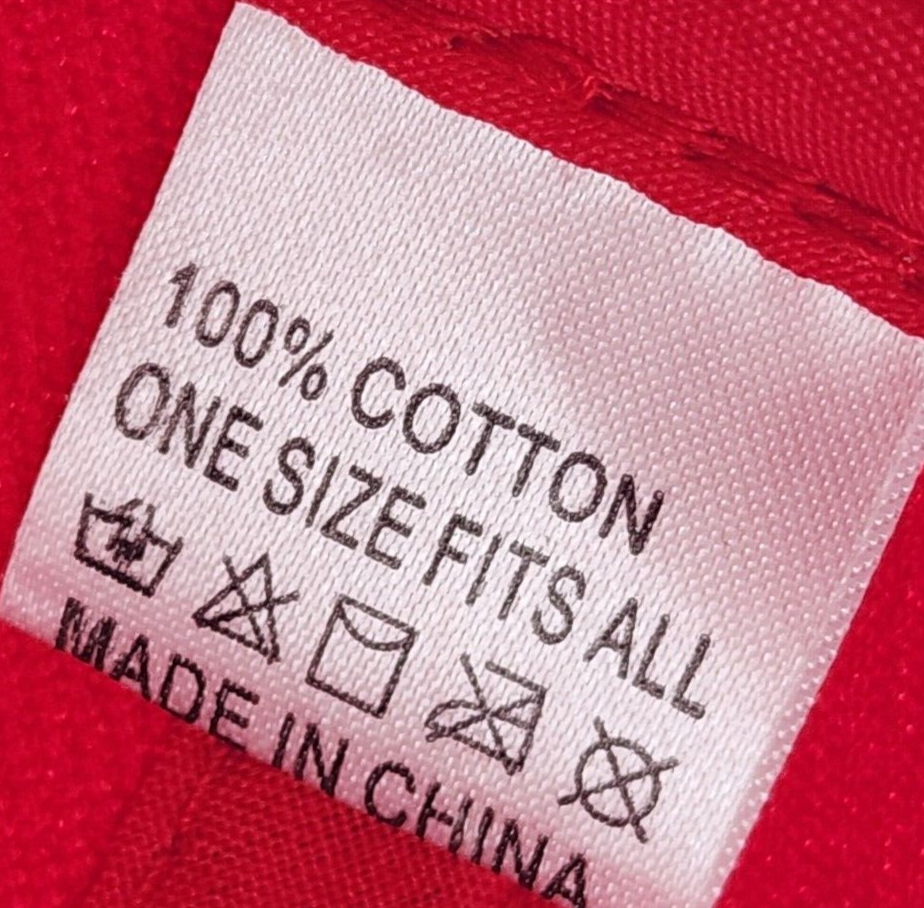 100% COTTON
ONE SIZE FITS ALL
MADE IN CHINA